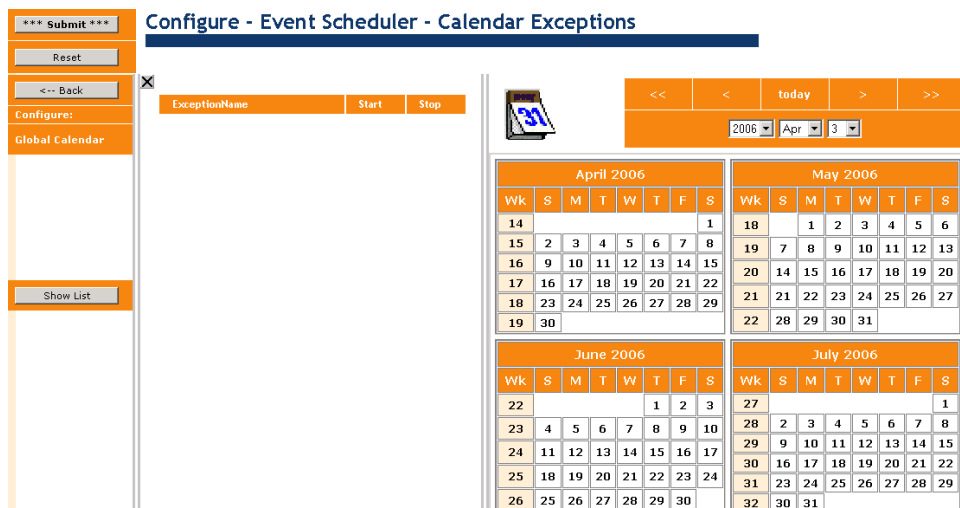 *** Submit ***
Configure - Event Scheduler - Calendar Exceptions
Reset
<-- Back
Configure:
Global Calendar
Show List
ExceptionName Start Stop
31
<< < today > >>
2006 Apr 3
April 2006
Wk S M T W T F S
14 1
15 2 3 4 5 6 7 8
16 9 10 11 12 13 14 15
17 16 17 18 19 20 21 22
18 23 24 25 26 27 28 29
19 30
May 2006
Wk S M T W T F S
18 1 2 3 4 5 6
19 7 8 9 10 11 12 13
20 14 15 16 17 18 19 20
21 21 22 23 24 25 26 27
22 28 29 30 31
June 2006
Wk S M T W T F S
22 1 2 3
23 4 5 6 7 8 9 10
24 11 12 13 14 15 16 17
25 18 19 20 21 22 23 24
26 25 26 27 28 29 30
July 2006
Wk S M T W T F S
27 1
28 2 3 4 5 6 7 8
29 9 10 11 12 13 14 15
30 16 17 18 19 20 21 22
31 23 24 25 26 27 28 29
32 30 31